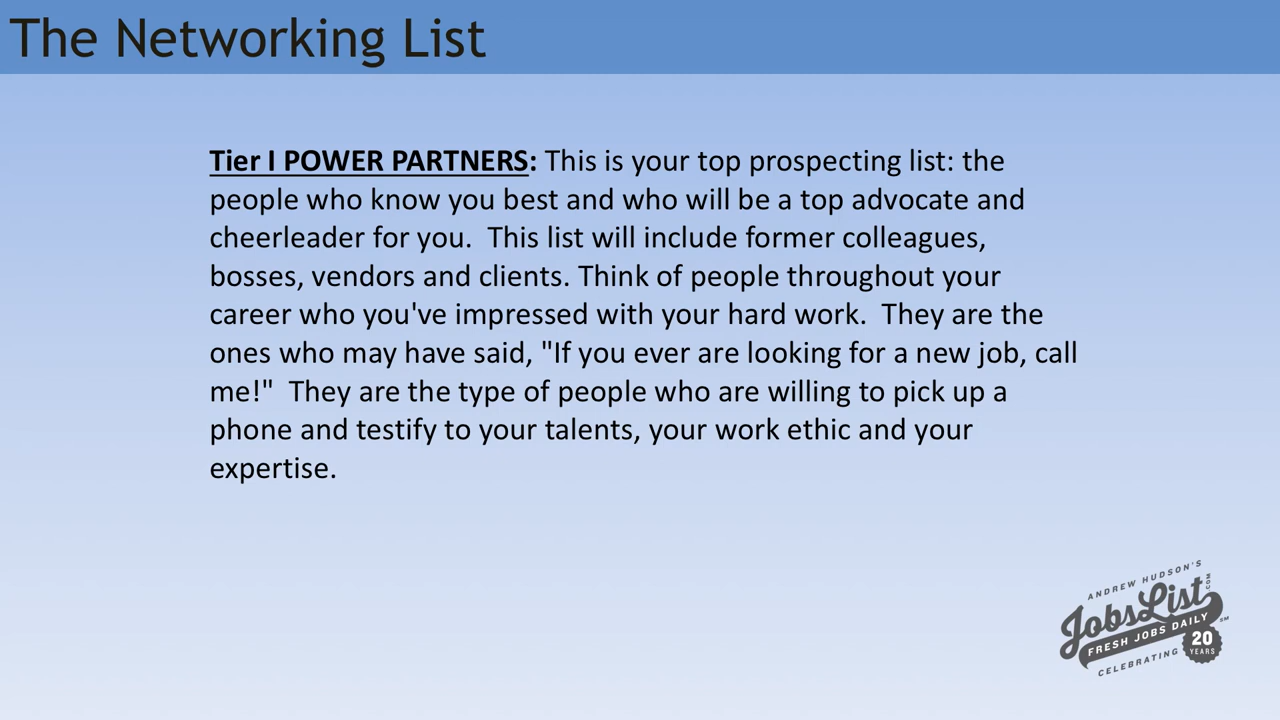 The Networking List
Tier I POWER PARTNERS: This is your top prospecting list: the
people who know you best and who will be a top advocate and
cheerleader for you.  This list will include former colleagues,
bosses, vendors and clients. Think of people throughout your
career who you've impressed with your hard work.  They are the
ones who may have said, "If you ever are looking for a new job, call
me!"  They are the type of people who are willing to pick up a
phone and testify to your talents, your work ethic and your
expertise.
ANDREW HUDSON'S
JobsList.COM
FRESH JOBS DAILY SM
CELEBRATING 20 YEARS